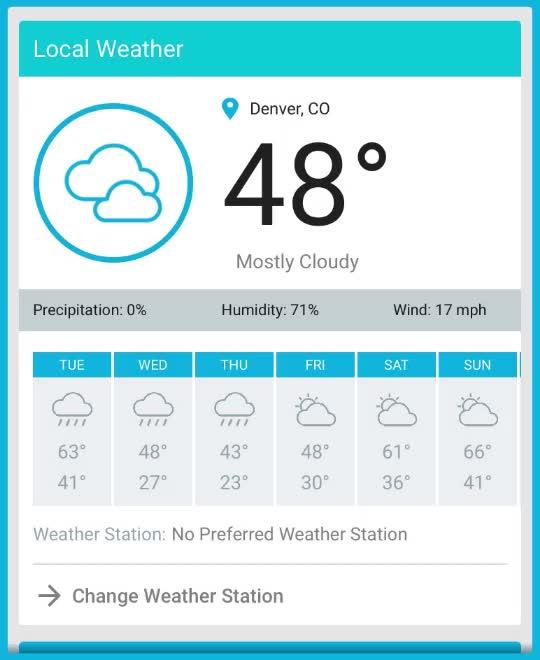 Local Weather
Denver, CO
48°
Mostly Cloudy
Precipitation: 0% Humidity: 71% Wind: 17 mph
TUE WED THU FRI SAT SUN
63° 48° 43° 48° 61° 66°
41° 27° 23° 30° 36° 41°
Weather Station: No Preferred Weather Station
Change Weather Station